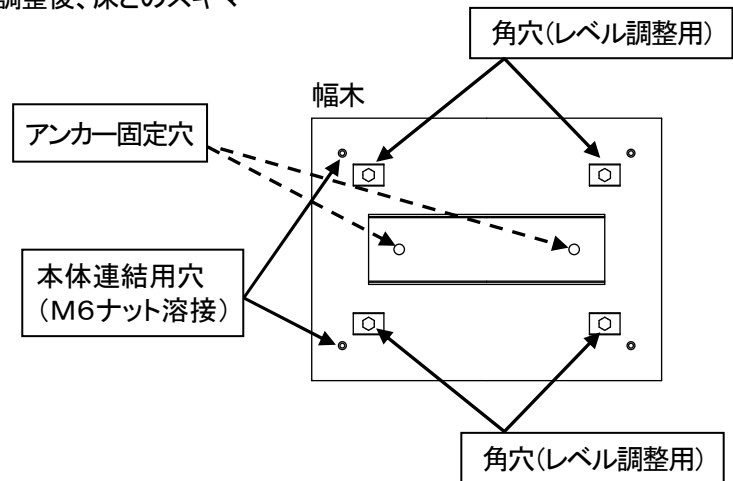 調整後、床とのスキマ
角穴(レベル調整用)
幅木
アンカー固定穴
本体連結用穴
(M6ナット溶接)
角穴(レベル調整用)